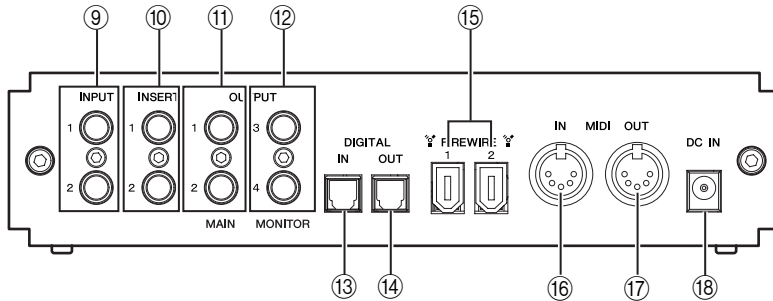 ⑨ ⑩ ⑪ ⑫ ⑮
INPUT INSERT OUTPUT
1 1 1 3
DIGITAL
IN OUT
FIREWIRE
1 2
IN MIDI OUT
DC IN
2 2 2 4
MAIN MONITOR
⑬ ⑭ ⑯ ⑰ ⑱